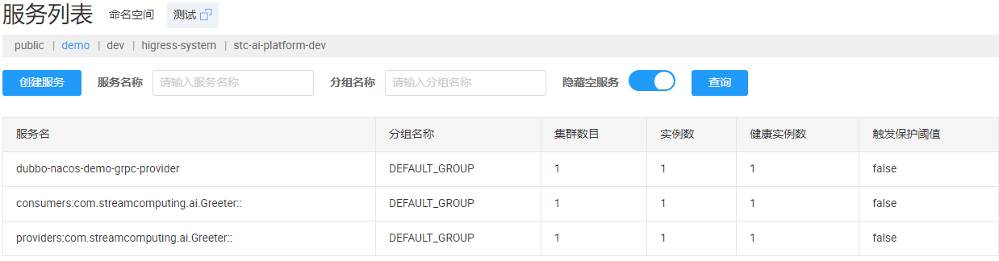 服务列表 命名空间 测试
public | demo | dev | higress-system | stc-ai-platform-dev
创建服务 服务名称 请输入服务名称 分组名称 请输入分组名称 隐藏空服务 查询
服务名 分组名称 集群数目 实例数 健康实例数 触发保护阈值
dubbo-nacos-demo-grpc-provider DEFAULT_GROUP 1 1 1 false
consumers:com.streamcomputing.ai.Greeter:: DEFAULT_GROUP 1 1 1 false
providers:com.streamcomputing.ai.Greeter:: DEFAULT_GROUP 1 1 1 false